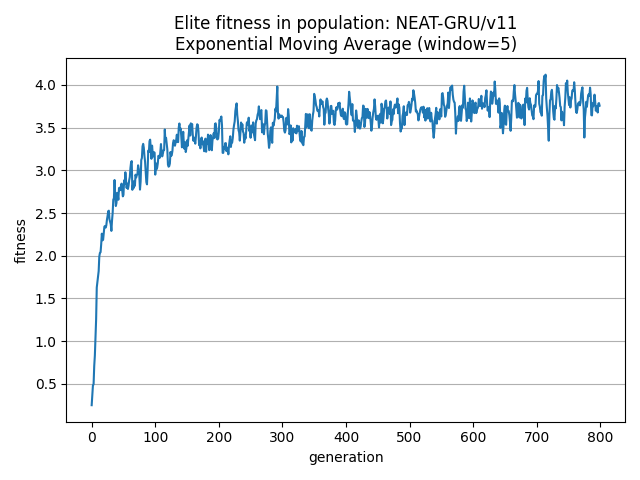 Elite fitness in population: NEAT-GRU/v11
Exponential Moving Average (window=5)
fitness
4.0
3.5
3.0
2.5
2.0
1.5
1.0
0.5
0 100 200 300 400 500 600 700 800
generation